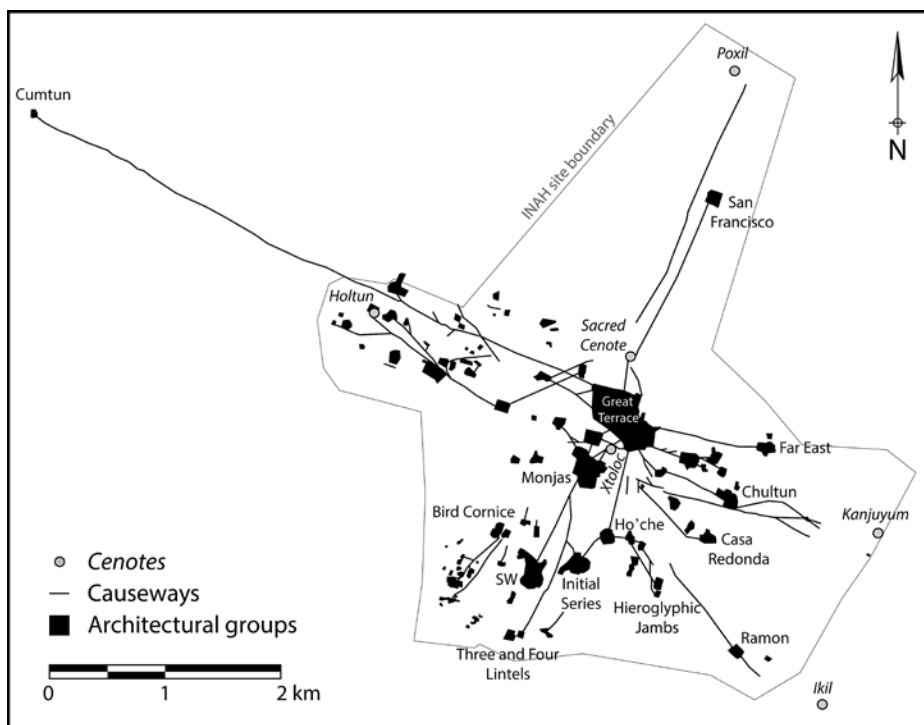 Poxil
Cumtun
N
INAH site boundary
San
Francisco
Holtun
Sacred
Cenote
Great
Terrace
Far East
Xtoloc
Monjas
Chultun
Bird Cornice
Kanjuyum
Ho'che
Casa
Redonda
Cenotes
Causeways
SW
Initial
Series
Architectural groups
Hieroglyphic
Jambs
Ramon
Three and Four
Lintels
0 1 2 km
Ikil